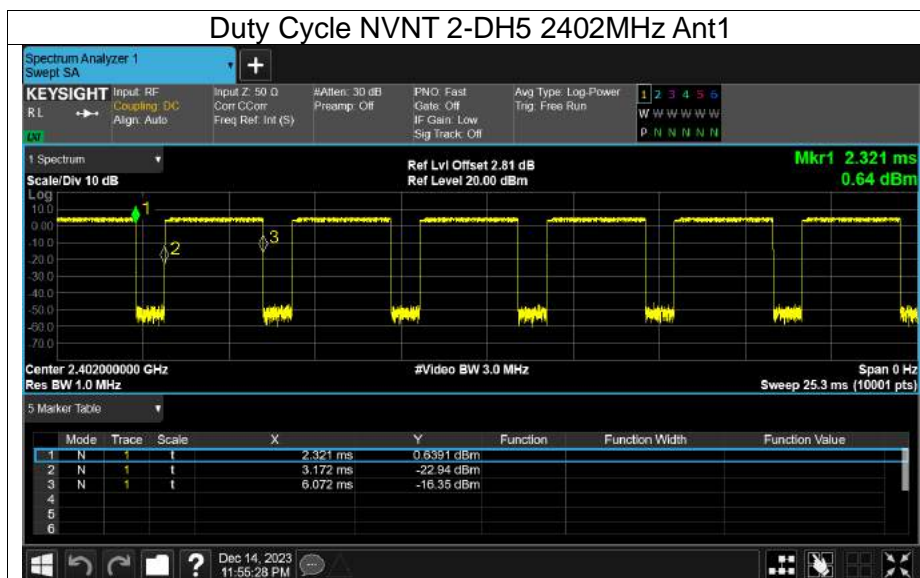 Duty Cycle NVNT 2-DH5 2402MHz Ant1
Spectrum Analyzer 1
Swept SA
+
KEYSIGHT Input: RF Input Z: 50 Ω #Atten: 30 dB PNO: Fast Avg Type: Log-Power 1 2 3 4 5 6
RL Coupling: DC Corr CCorr Preamp: Off Gate: Off Trig: Free Run W W W W W W
Align: Auto Freq Ref: Int (S) IF Gain: Low
LXI Sig Track: Off P N N N N N
1 Spectrum Ref Lvl Offset 2.81 dB Mkr1 2.321 ms
Scale/Div 10 dB Ref Level 20.00 dBm 0.64 dBm
Log
10.0
0.00
-10.0
-20.0
-30.0
-40.0
-50.0
-60.0
-70.0
1
2
3
Center 2.402000000 GHz #Video BW 3.0 MHz Span 0 Hz
Res BW 1.0 MHz Sweep 25.3 ms (10001 pts)
5 Marker Table
Mode Trace Scale X Y Function Function Width Function Value
1 N 1 t 2.321 ms 0.6391 dBm
2 N 1 t 3.172 ms -22.94 dBm
3 N 1 t 6.072 ms -16.35 dBm
4
5
6
? Dec 14, 2023
11:55:28 PM